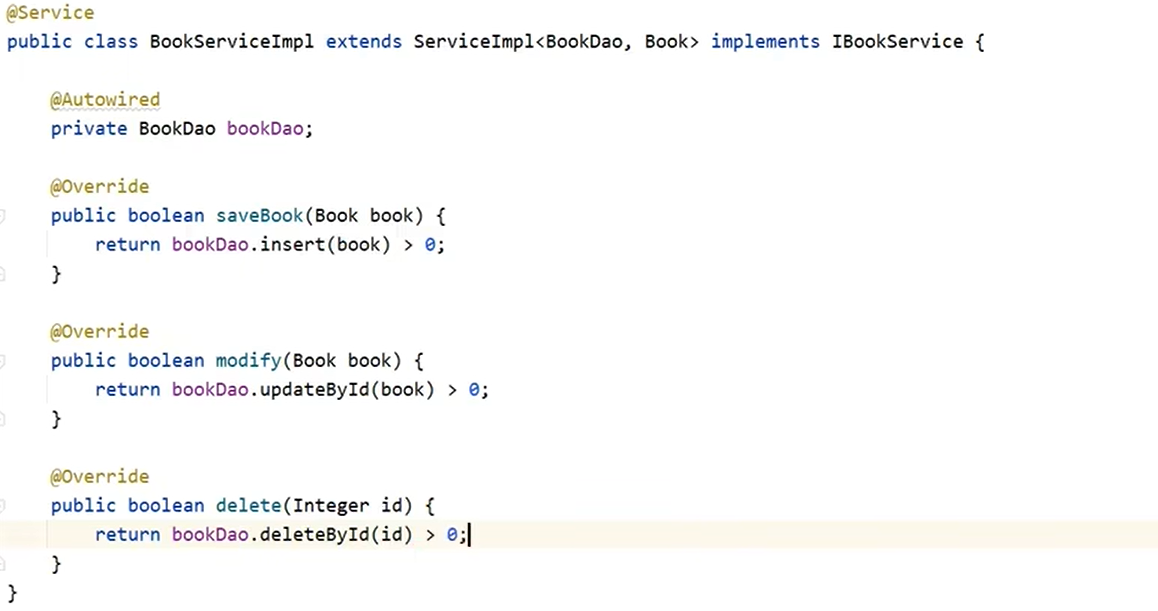 @Service
public class BookServiceImpl extends ServiceImpl<BookDao, Book> implements IBookService {
@Autowired
private BookDao bookDao;
@Override
public boolean saveBook(Book book) {
return bookDao.insert(book) > 0;
}
@Override
public boolean modify(Book book) {
return bookDao.updateById(book) > 0;
}
@Override
public boolean delete(Integer id) {
return bookDao.deleteById(id) > 0;
}
}